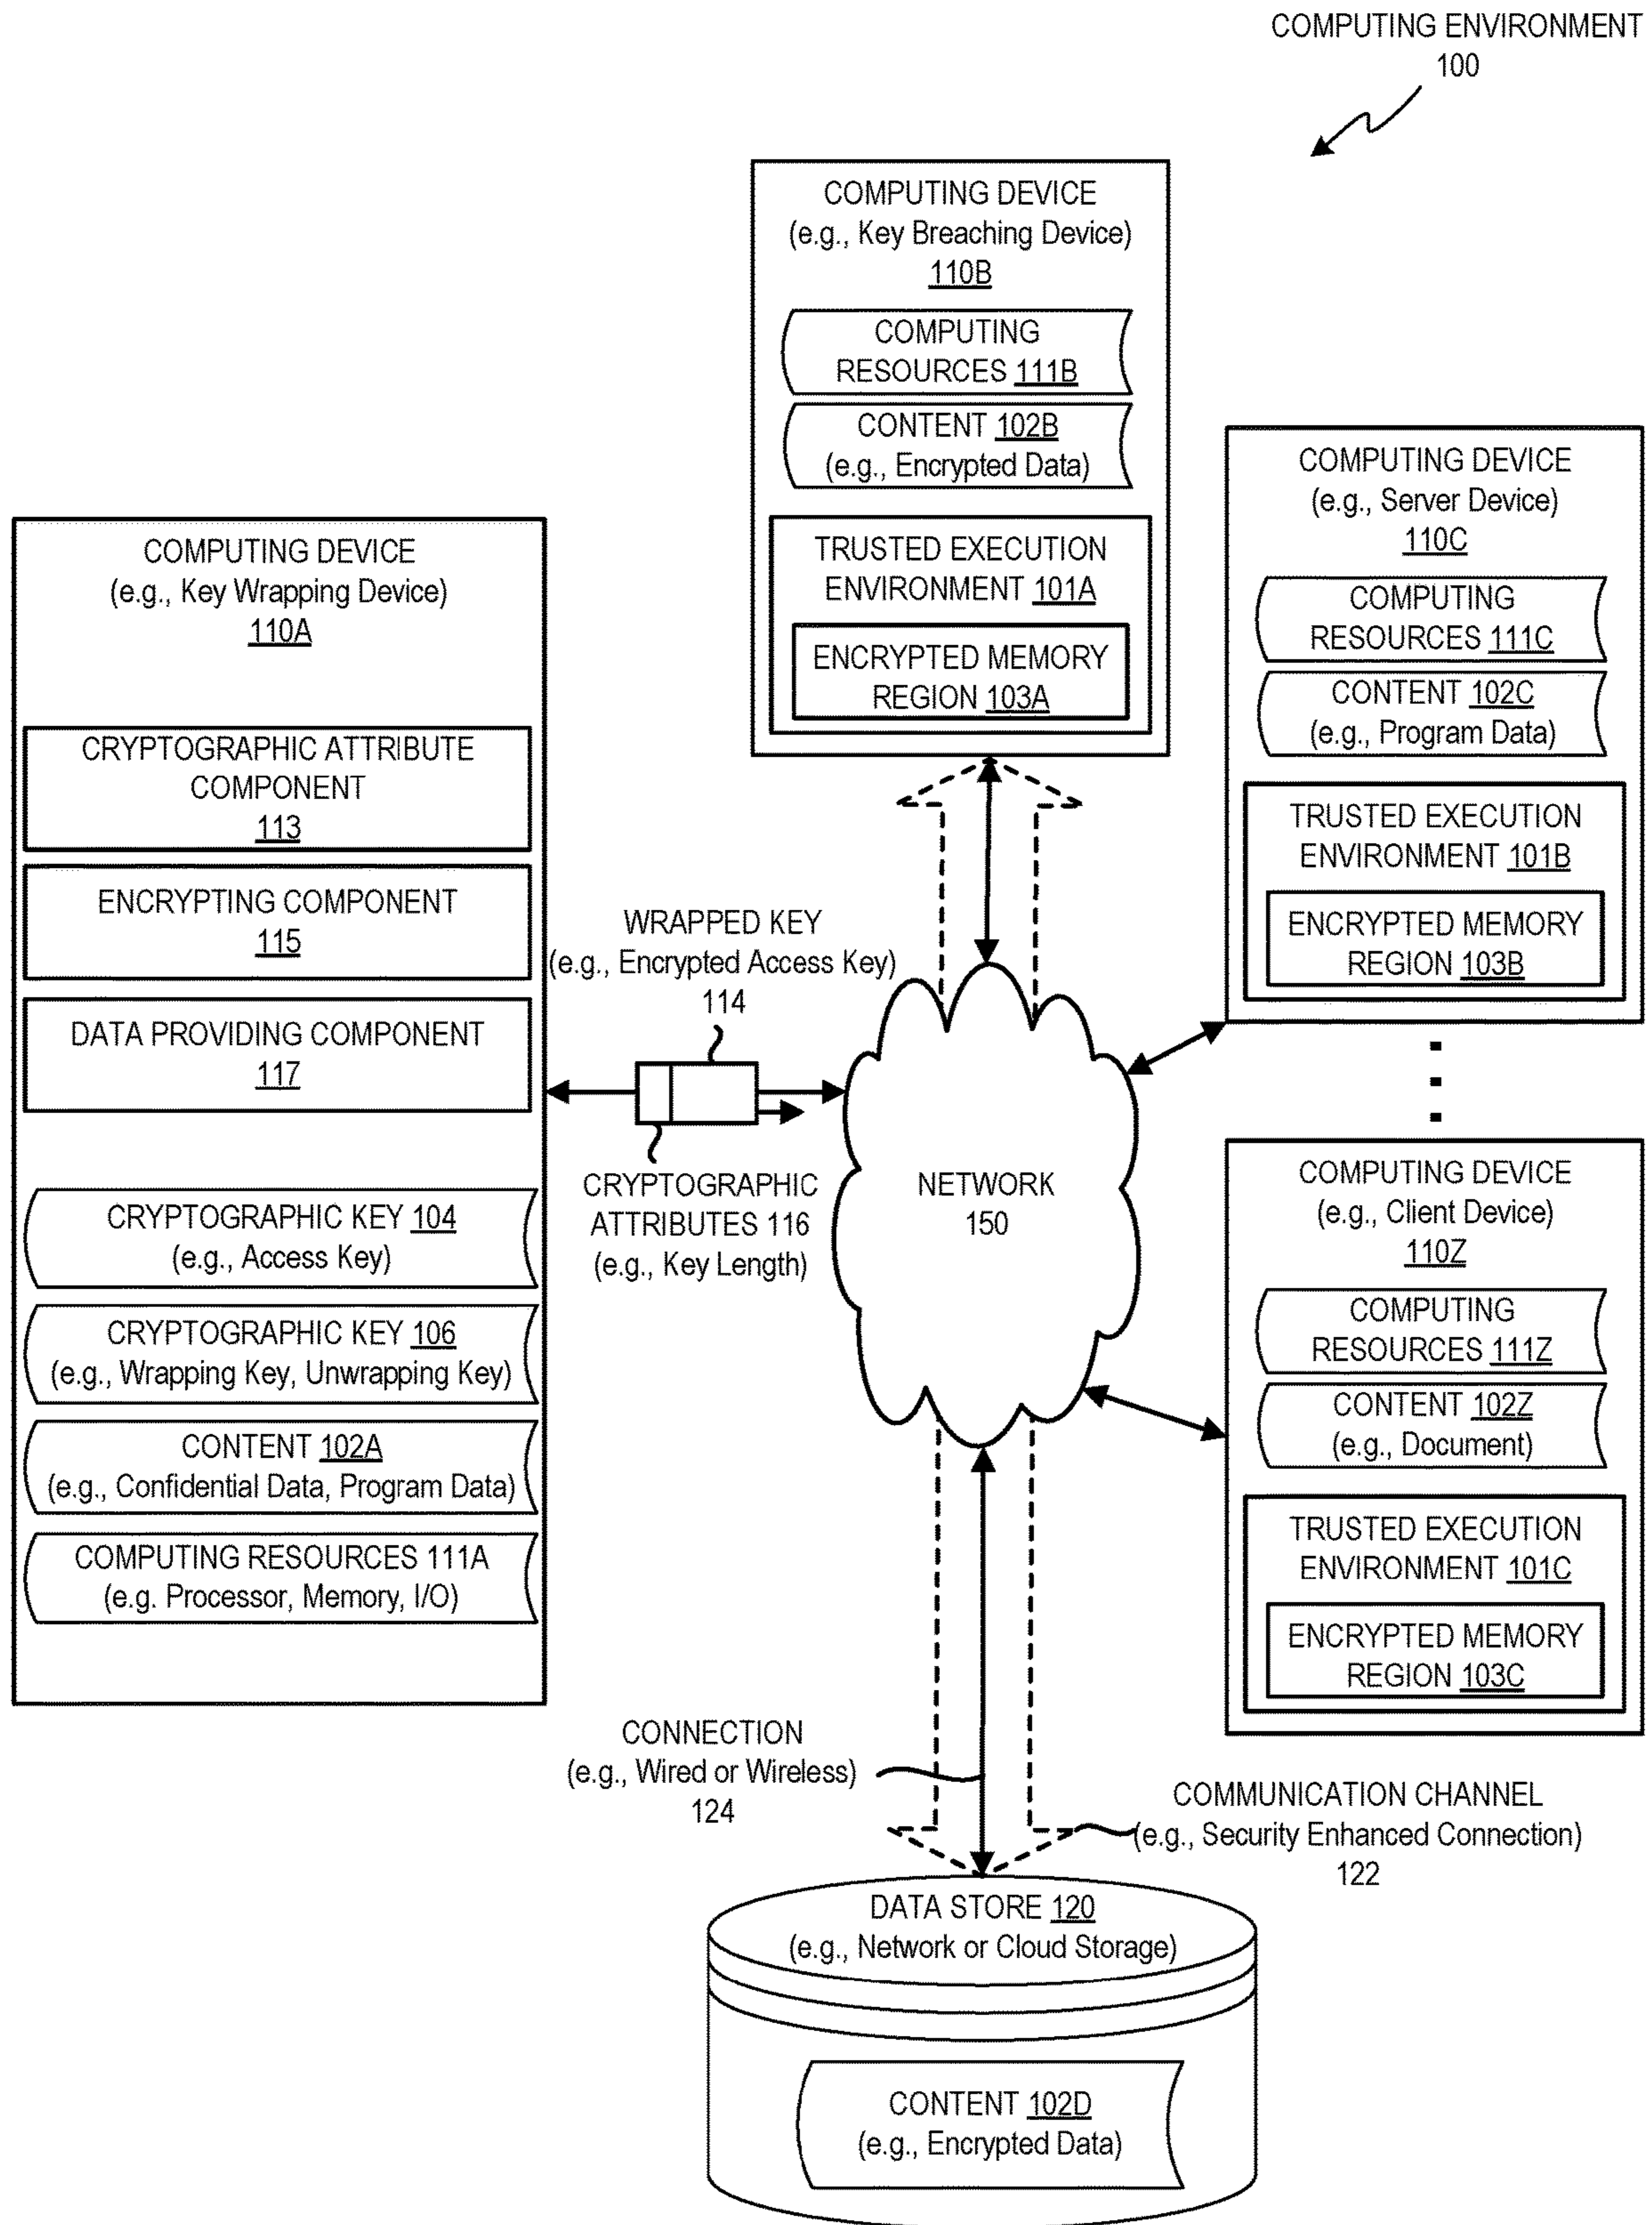 COMPUTING ENVIRONMENT
100
COMPUTING DEVICE
(e.g., Key Breaching Device)
110B
COMPUTING
RESOURCES 111B
CONTENT 102B
(e.g., Encrypted Data)
TRUSTED EXECUTION
ENVIRONMENT 101A
ENCRYPTED MEMORY
REGION 103A
COMPUTING DEVICE
(e.g., Server Device)
110C
COMPUTING
RESOURCES 111C
CONTENT 102C
(e.g., Program Data)
TRUSTED EXECUTION
ENVIRONMENT 101B
ENCRYPTED MEMORY
REGION 103B
COMPUTING DEVICE
(e.g., Key Wrapping Device)
110A
CRYPTOGRAPHIC ATTRIBUTE
COMPONENT
113
ENCRYPTING COMPONENT
115
DATA PROVIDING COMPONENT
117
CRYPTOGRAPHIC KEY 104
(e.g., Access Key)
CRYPTOGRAPHIC KEY 106
(e.g., Wrapping Key, Unwrapping Key)
CONTENT 102A
(e.g., Confidential Data, Program Data)
COMPUTING RESOURCES 111A
(e.g. Processor, Memory, I/O)
WRAPPED KEY
(e.g., Encrypted Access Key)
114
CRYPTOGRAPHIC
ATTRIBUTES 116
(e.g., Key Length)
NETWORK
150
COMPUTING DEVICE
(e.g., Client Device)
110Z
COMPUTING
RESOURCES 111Z
CONTENT 102Z
(e.g., Document)
TRUSTED EXECUTION
ENVIRONMENT 101C
ENCRYPTED MEMORY
REGION 103C
CONNECTION
(e.g., Wired or Wireless)
124
COMMUNICATION CHANNEL
(e.g., Security Enhanced Connection)
122
DATA STORE 120
(e.g., Network or Cloud Storage)
CONTENT 102D
(e.g., Encrypted Data)